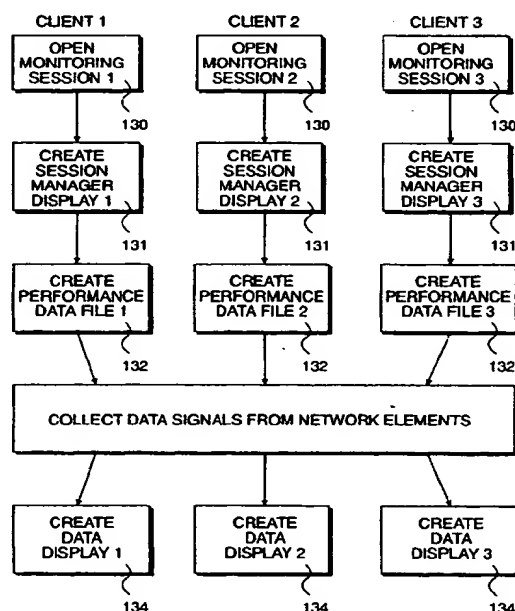 CLIENT 1 CLIENT 2 CLIENT 3
OPEN MONITORING SESSION 1
OPEN MONITORING SESSION 2
OPEN MONITORING SESSION 3
130 130 130
CREATE SESSION MANAGER DISPLAY 1
CREATE SESSION MANAGER DISPLAY 2
CREATE SESSION MANAGER DISPLAY 3
131 131 131
CREATE PERFORMANCE DATA FILE 1
CREATE PERFORMANCE DATA FILE 2
CREATE PERFORMANCE DATA FILE 3
132 132 132
COLLECT DATA SIGNALS FROM NETWORK ELEMENTS
CREATE DATA DISPLAY 1
CREATE DATA DISPLAY 2
CREATE DATA DISPLAY 3
134 134 134